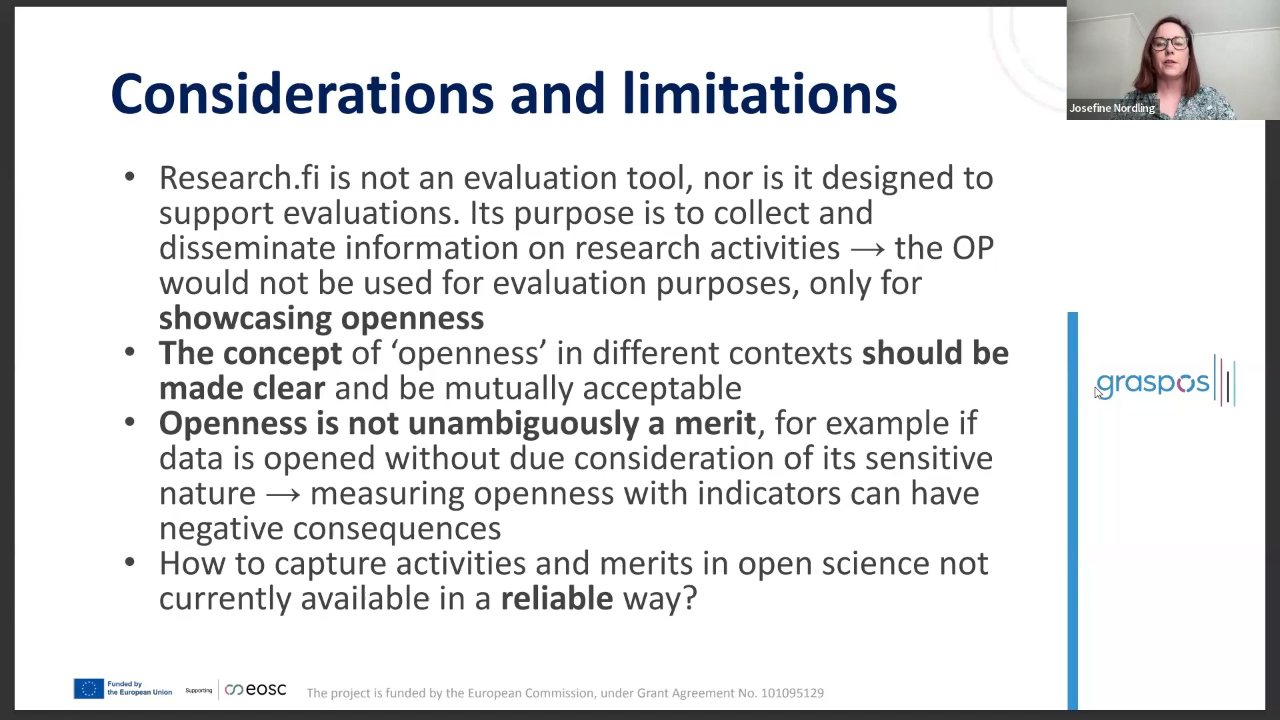 Considerations and limitations
Josefine Nordling
• Research.fi is not an evaluation tool, nor is it designed to
support evaluations. Its purpose is to collect and
disseminate information on research activities → the OP
would not be used for evaluation purposes, only for
showcasing openness
• The concept of ‘openness’ in different contexts should be
made clear and be mutually acceptable
• Openness is not unambiguously a merit, for example if
data is opened without due consideration of its sensitive
nature → measuring openness with indicators can have
negative consequences
• How to capture activities and merits in open science not
currently available in a reliable way?
graspos
Funded by
the European Union
Supporting
eosc
The project is funded by the European Commission, under Grant Agreement No. 101095129